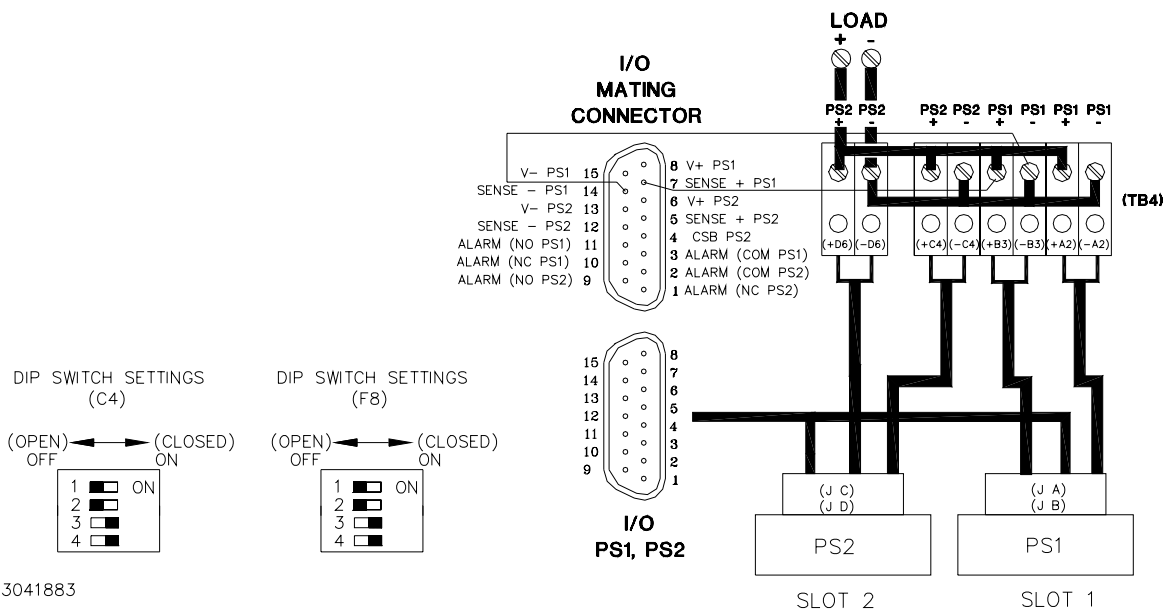 LOAD
+ -
I/O
MATING
CONNECTOR
PS2 PS2 PS2 PS2 PS1 PS1 PS1 PS1
+ - + - + - + -
V- PS1 15
SENSE - PS1 14
V- PS2 13
SENSE - PS2 12
ALARM (NO PS1) 11
ALARM (NC PS1) 10
ALARM (NO PS2) 9
8 V+ PS1
7 SENSE + PS1
6 V+ PS2
5 SENSE + PS2
4 CSB PS2
3 ALARM (COM PS1)
2 ALARM (COM PS2)
1 ALARM (NC PS2)
(TB4)
(+D6) (-D6) (+C4) (-C4) (+B3) (-B3) (+A2) (-A2)
15
14
13
12
11
10
9
8
7
6
5
4
3
2
1
I/O
PS1, PS2
DIP SWITCH SETTINGS
(C4)
(OPEN) (CLOSED)
OFF ON
1 ON
2
3
4
DIP SWITCH SETTINGS
(F8)
(OPEN) (CLOSED)
OFF ON
1 ON
2
3
4
(J C)
(J D)
PS2
SLOT 2
(J A)
(J B)
PS1
SLOT 1
3041883